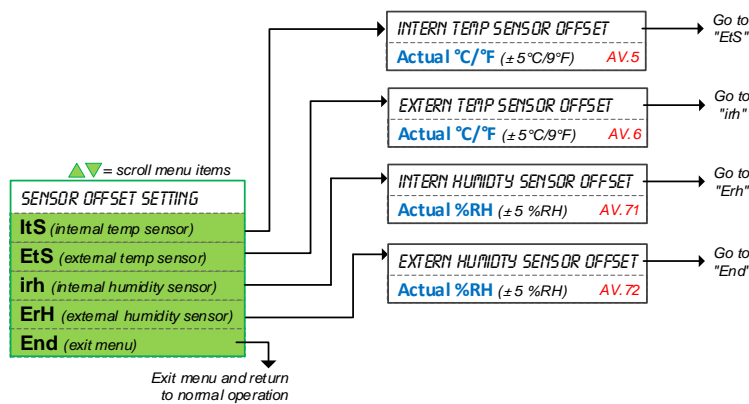 INTERN TEMP SENSOR OFFSET
Actual °C/°F (±5°C/9°F) AV.5
Go to
"EtS"
EXTERN TEMP SENSOR OFFSET
Actual °C/°F (±5°C/9°F) AV.6
Go to
"irh"
INTERN HUMIDTY SENSOR OFFSET
Actual %RH (±5 %RH) AV.71
Go to
"Erh"
EXTERN HUMIDTY SENSOR OFFSET
Actual %RH (±5 %RH) AV.72
Go to
"End"
= scroll menu items
SENSOR OFFSET SETTING
ItS (internal temp sensor)
EtS (external temp sensor)
irh (internal humidity sensor)
ErH (external humidity sensor)
End (exit menu)
Exit menu and return
to normal operation